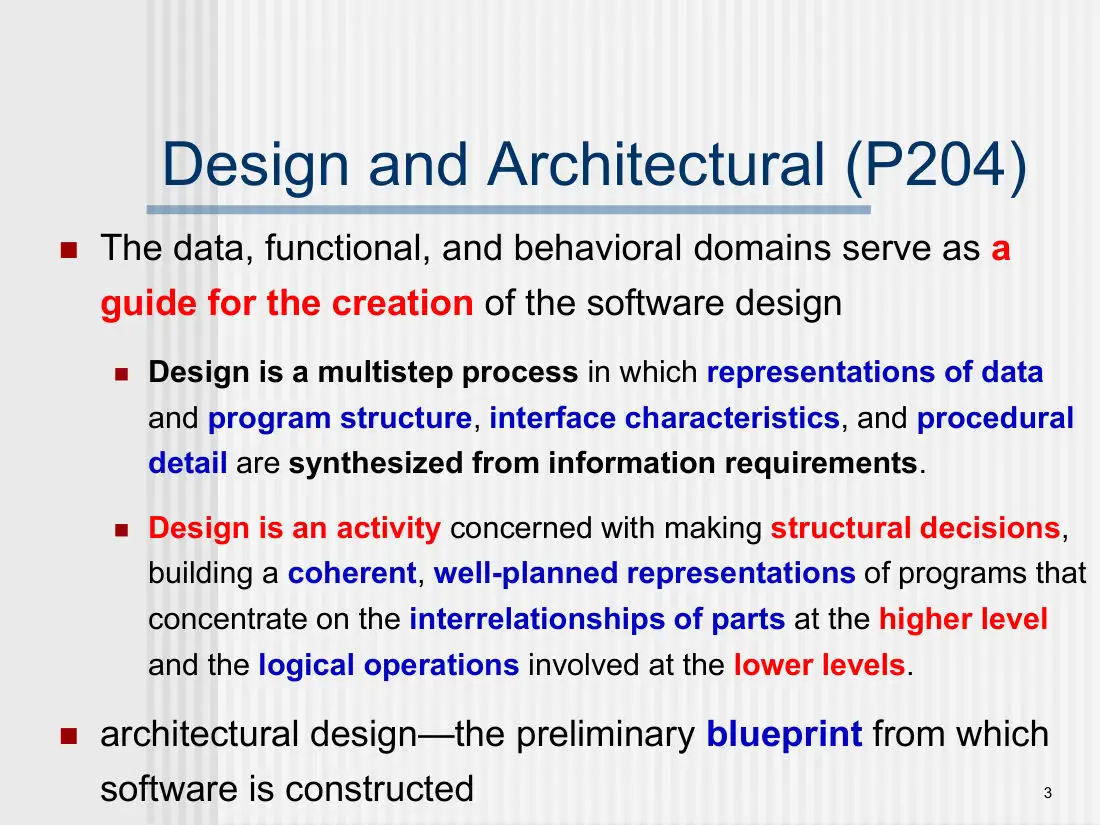 Design and Architectural (P204)
The data, functional, and behavioral domains serve as a
guide for the creation of the software design
Design is a multistep process in which representations of data
and program structure, interface characteristics, and procedural
detail are synthesized from information requirements.
Design is an activity concerned with making structural decisions,
building a coherent, well-planned representations of programs that
concentrate on the interrelationships of parts at the higher level
and the logical operations involved at the lower levels.
architectural design—the preliminary blueprint from which
software is constructed
3